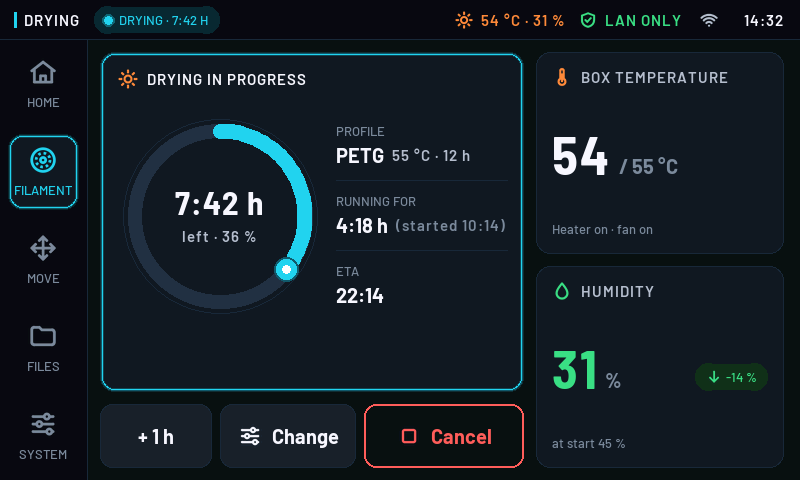 DRYING
DRYING · 7:42 H
54 °C · 31 %
LAN ONLY
14:32
HOME
FILAMENT
MOVE
FILES
SYSTEM
DRYING IN PROGRESS
7:42 h
left · 36 %
PROFILE
PETG 55 °C · 12 h
RUNNING FOR
4:18 h (started 10:14)
ETA
22:14
+ 1 h
Change
Cancel
BOX TEMPERATURE
54 / 55 °C
Heater on · fan on
HUMIDITY
31 %
-14 %
at start 45 %